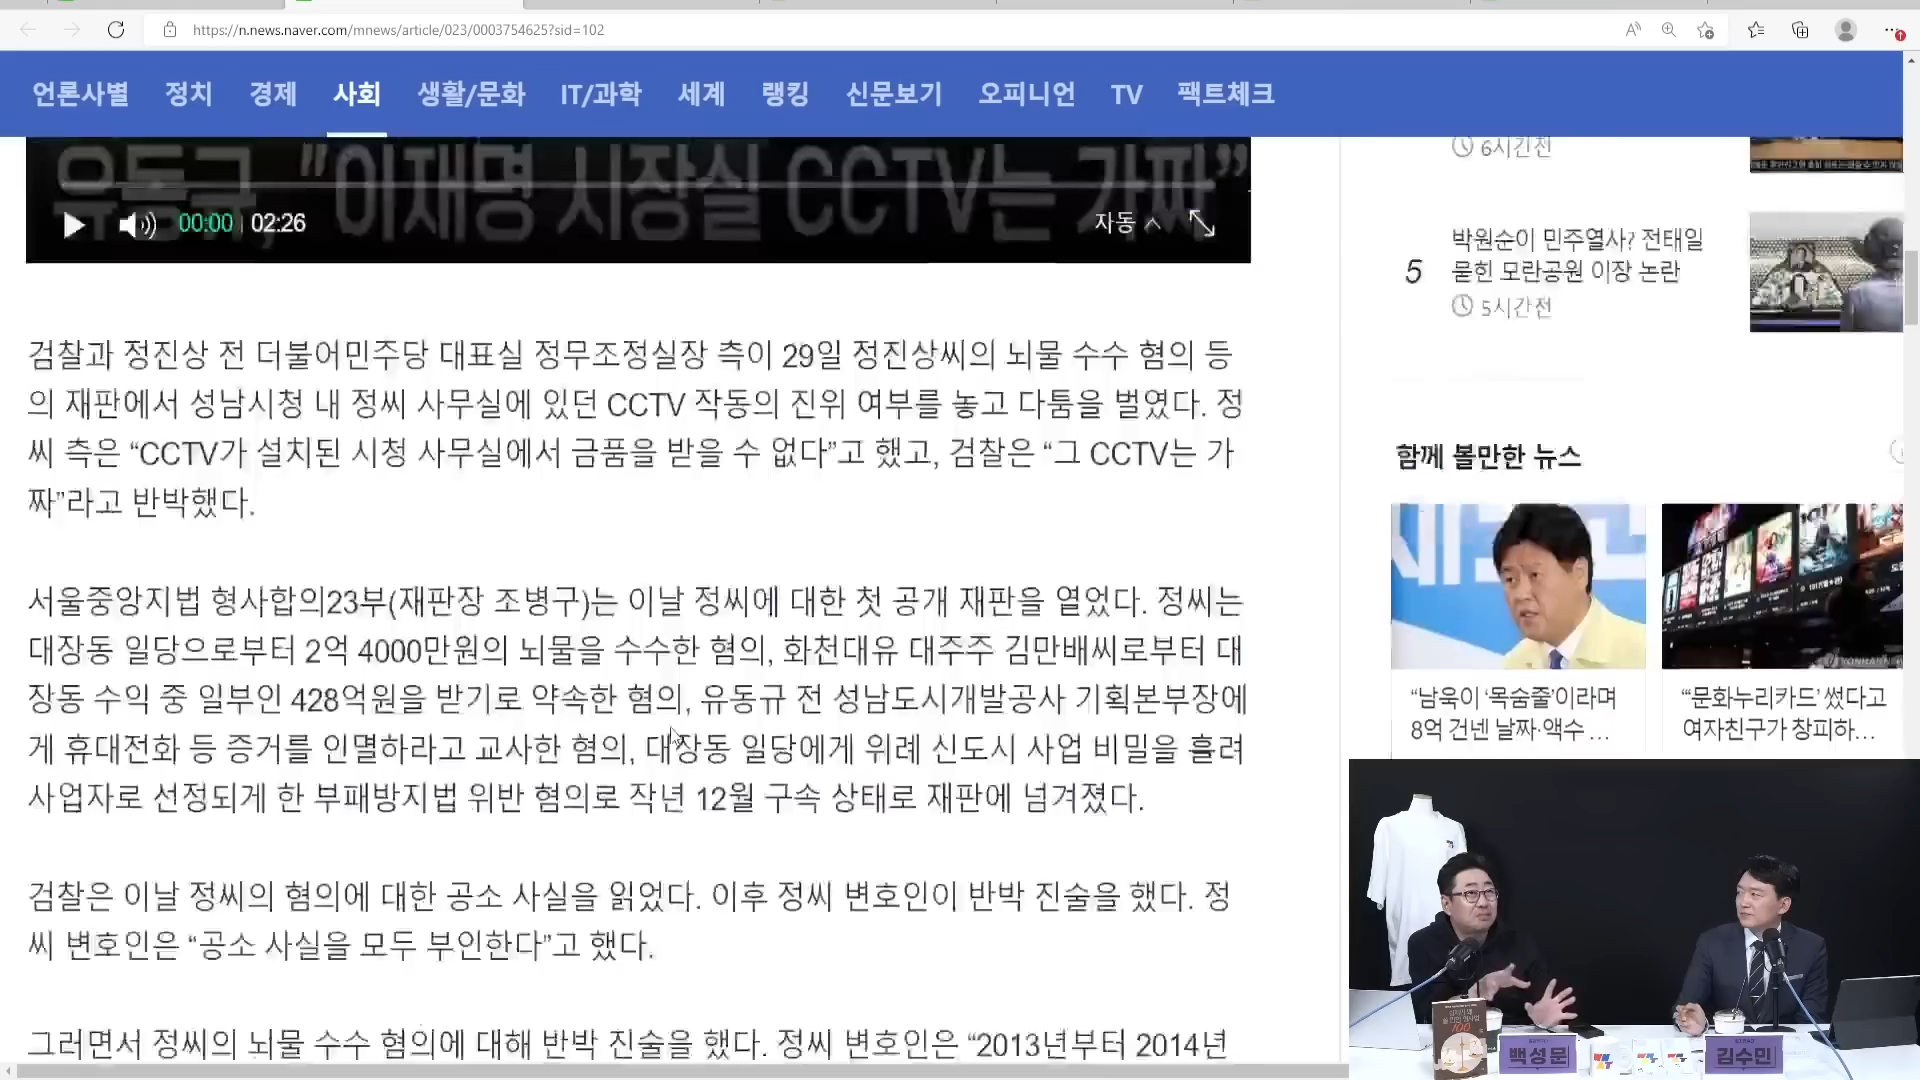 https://n.news.naver.com/mnews/article/023/0003754625?sid=102
언론사별 정치 경제 사회 생활/문화 IT/과학 세계 랭킹 신문보기 오피니언 TV 팩트체크
유동규, "이재명 시장실 CCTV는 가짜"
00:00 | 02:26
자동
검찰과 정진상 전 더불어민주당 대표실 정무조정실장 측이 29일 정진상씨의 뇌물 수수 혐의 등
의 재판에서 성남시청 내 정씨 사무실에 있던 CCTV 작동의 진위 여부를 놓고 다툼을 벌였다. 정
씨 측은 “CCTV가 설치된 시청 사무실에서 금품을 받을 수 없다”고 했고, 검찰은 “그 CCTV는 가
짜”라고 반박했다.
서울중앙지법 형사합의23부(재판장 조병구)는 이날 정씨에 대한 첫 공개 재판을 열었다. 정씨는
대장동 일당으로부터 2억 4000만원의 뇌물을 수수한 혐의, 화천대유 대주주 김만배씨로부터 대
장동 수익 중 일부인 428억원을 받기로 약속한 혐의, 유동규 전 성남도시개발공사 기획본부장에
게 휴대전화 등 증거를 인멸하라고 교사한 혐의, 대장동 일당에게 위례 신도시 사업 비밀을 흘려
사업자로 선정되게 한 부패방지법 위반 혐의로 작년 12월 구속 상태로 재판에 넘겨졌다.
검찰은 이날 정씨의 혐의에 대한 공소 사실을 읽었다. 이후 정씨 변호인이 반박 진술을 했다. 정
씨 변호인은 “공소 사실을 모두 부인한다”고 했다.
그러면서 정씨의 뇌물 수수 혐의에 대해 반박 진술을 했다. 정씨 변호인은 “2013년부터 2014년
6시간전
5
박원순이 민주열사? 전태일
묻힌 모란공원 이장 논란
5시간전
함께 볼만한 뉴스
“남욱이 ‘목숨줄’이라며
8억 건넨 날짜·액수 ...
“‘문화누리카드’ 썼다고
여자친구가 창피하...
100
백성문
김수민